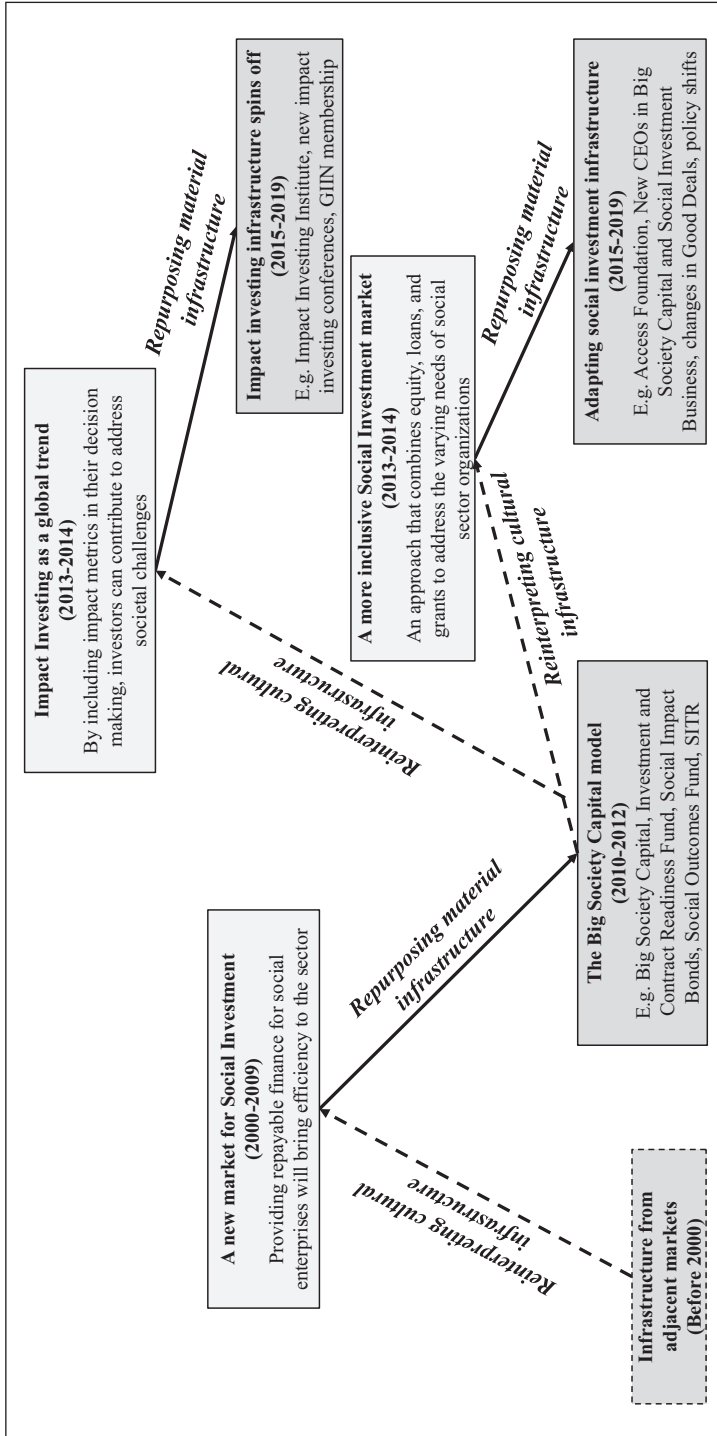 Infrastructure from
adjacent markets
(Before 2000)
Reinterpreting cultural
infrastructure
A new market for Social Investment
(2000-2009)
Providing repayable finance for social
enterprises will bring efficiency to the sector
Repurposing material
infrastructure
The Big Society Capital model
(2010-2012)
E.g. Big Society Capital, Investment and
Contract Readiness Fund, Social Impact
Bonds, Social Outcomes Fund, SITR
Reinterpreting cultural
infrastructure
Impact Investing as a global trend
(2013-2014)
By including impact metrics in their decision
making, investors can contribute to address
societal challenges
Repurposing material
infrastructure
Impact investing infrastructure spins off
(2015-2019)
E.g. Impact Investing Institute, new impact
investing conferences, GIIN membership
Reinterpreting cultural
infrastructure
A more inclusive Social Investment market
(2013-2014)
An approach that combines equity, loans, and
grants to address the varying needs of social
sector organizations
Repurposing material
infrastructure
Adapting social investment infrastructure
(2015-2019)
E.g. Access Foundation, New CEOs in Big
Society Capital and Social Investment
Business, changes in Good Deals, policy shifts